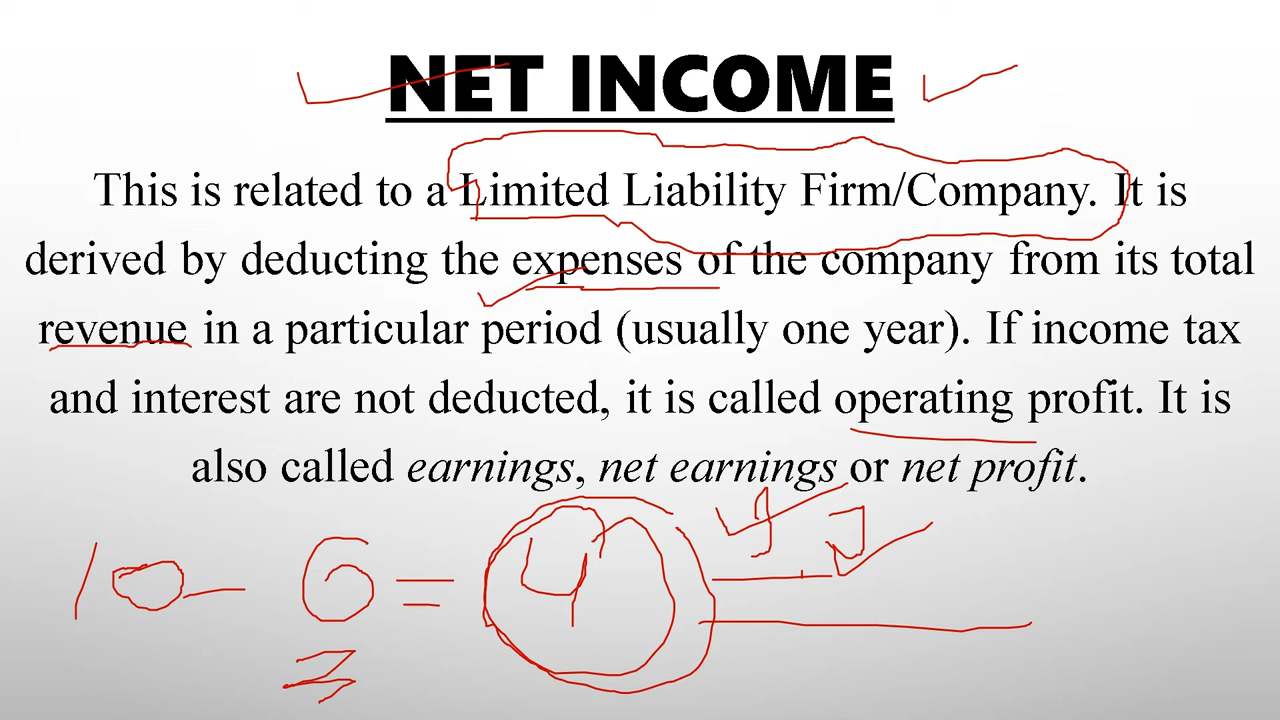 NET INCOME
This is related to a Limited Liability Firm/Company. It is
derived by deducting the expenses of the company from its total
revenue in a particular period (usually one year). If income tax
and interest are not deducted, it is called operating profit. It is
also called earnings, net earnings or net profit.
10 - 6 = 4